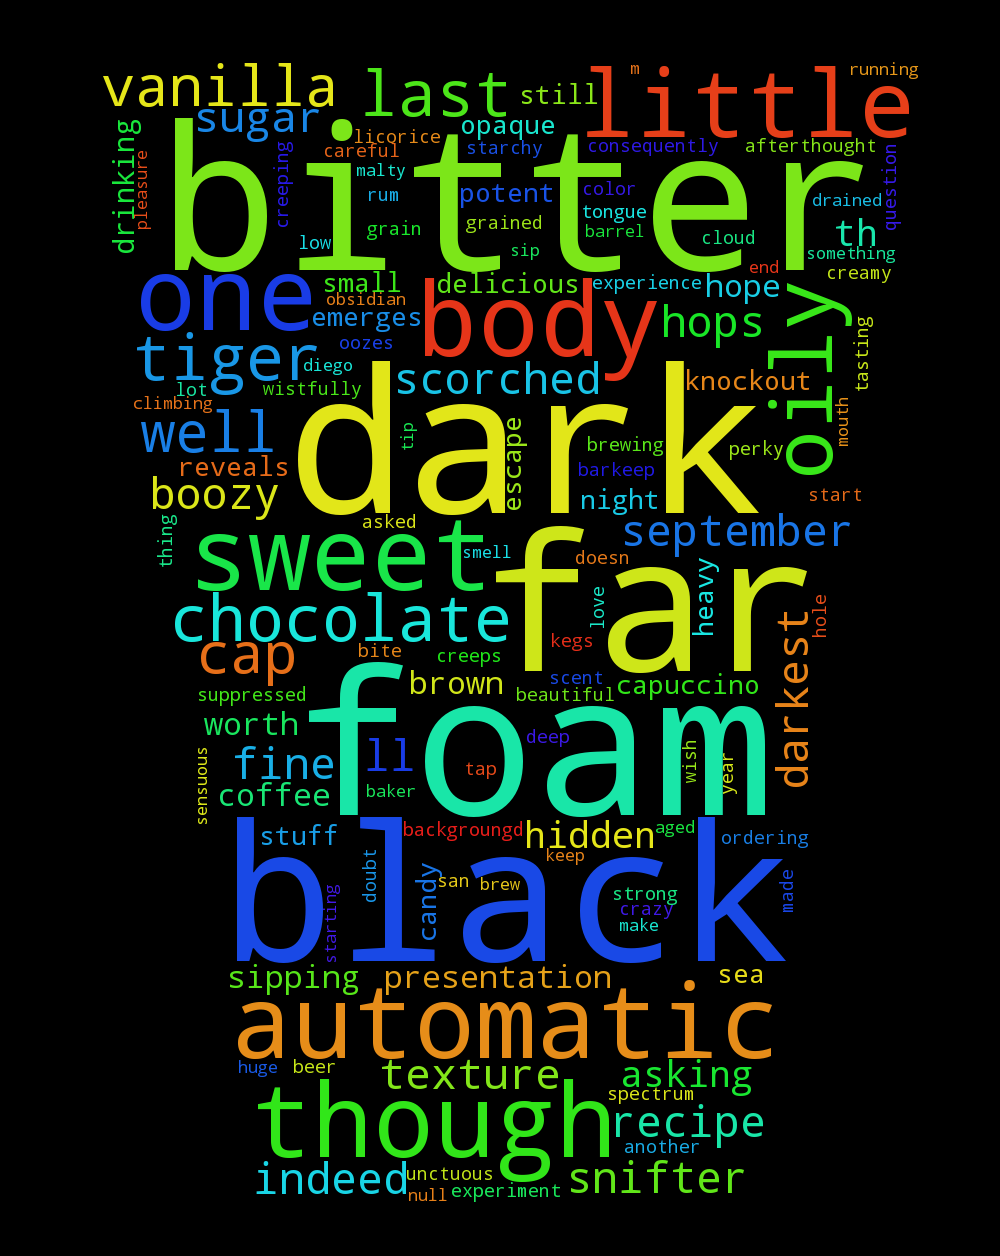 m
running
vanilla
last
still
little
sugar
opaque
licorice
bitter
drinking
pleasure
creeping
careful
starchy
consequently
afterthought
question
malty
rum
potent
color
drained
grain
grained
tongue
barrel
cloud
th
low
sip
something
one
small
delicious
body
experience
end
hope
creamy
obsidian
emerges
hops
oily
tasting
tiger
oozes
diego
scorched
knockout
lot
wistfully
climbing
dark
well
tip
escape
brewing
perky
mouth
reveals
barkeep
boozy
night
start
thing
asked
september
sweet
smell
far
doesn
chocolate
love
heavy
hole
cap
bite
creeps
kegs
darkest
brown
scent
beautiful
capuccino
suppressed
foam
worth
ll
deep
sensuous
fine
tap
wish
year
coffee
baker
black
stuff
backgroungd
hidden
aged
ordering
doubt
candy
keep
starting
san
brew
strong
crazy
make
made
sipping
presentation
sea
automatic
huge
beer
texture
asking
though
spectrum
recipe
another
indeed
unctuous
null
experiment
snifter